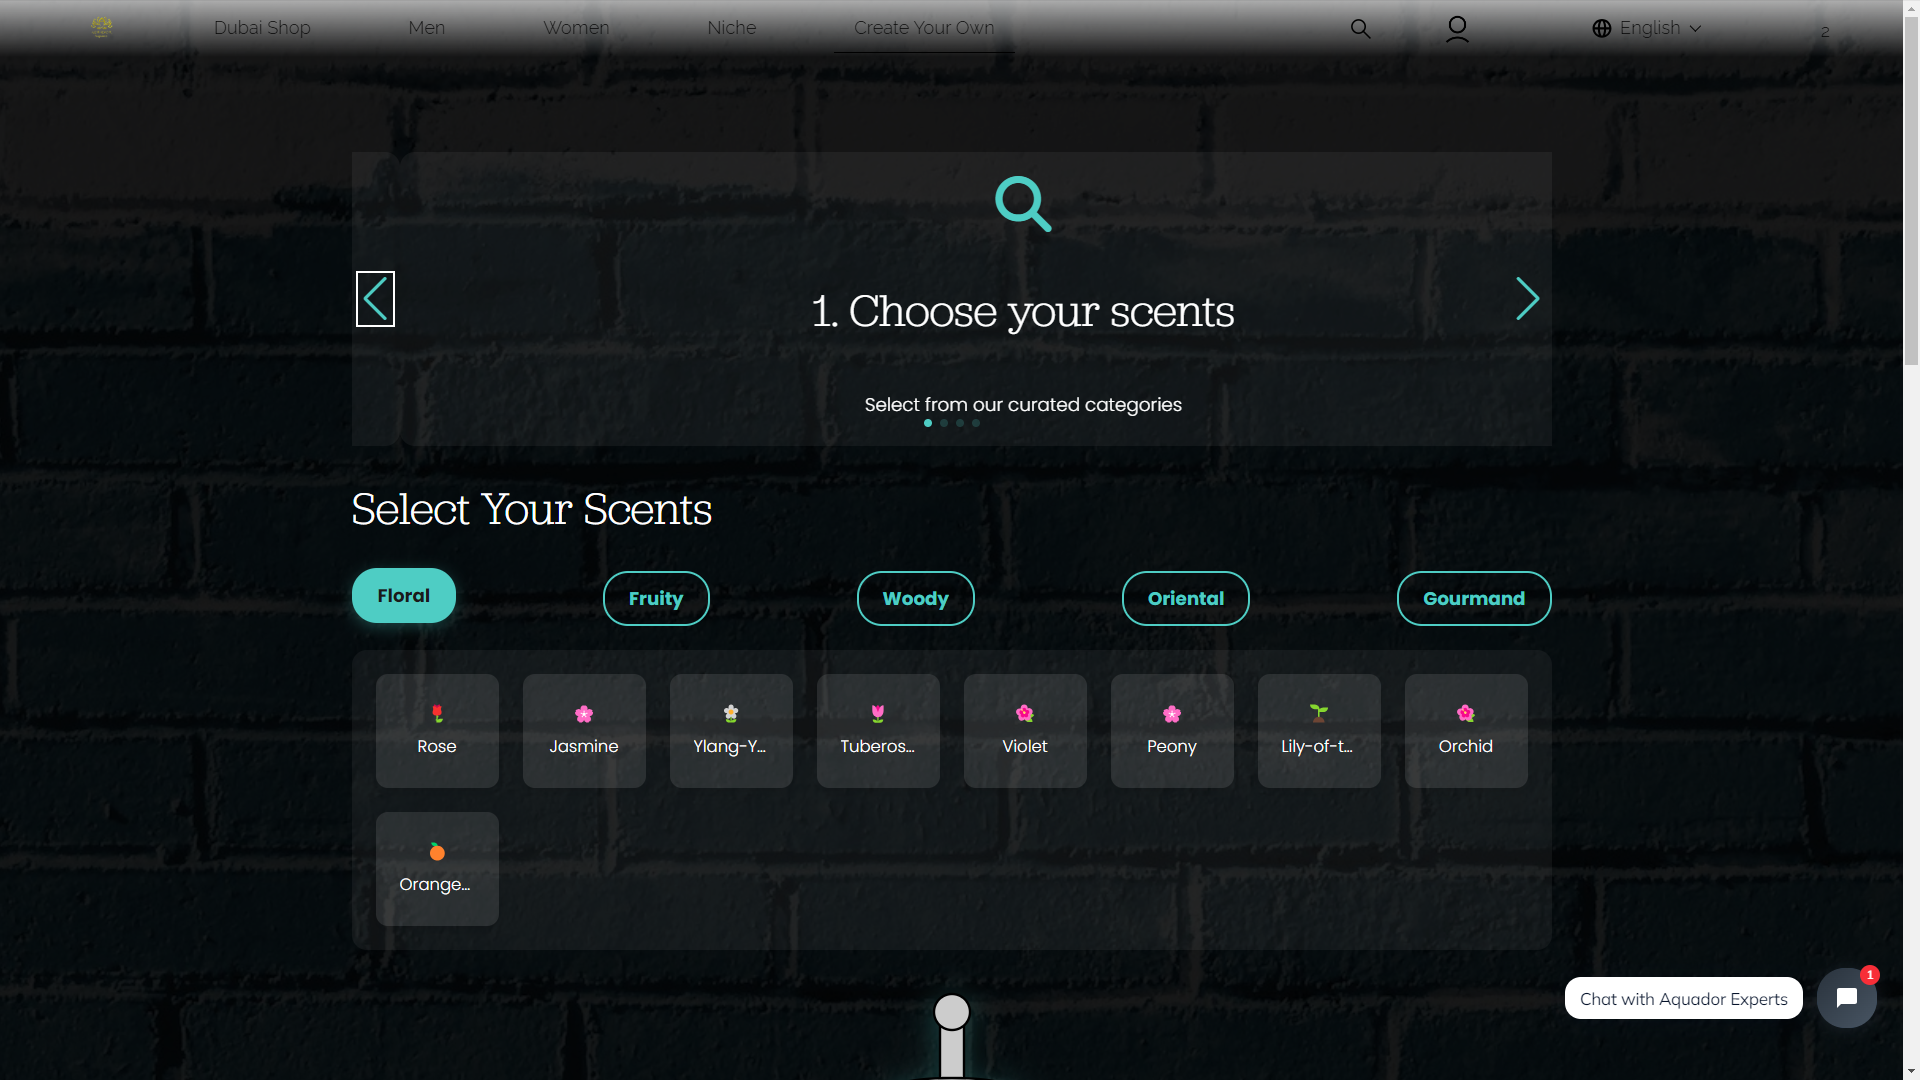 Dubai Shop Men Women Niche Create Your Own English 2
1. Choose your scents
Select from our curated categories
Select Your Scents
Floral Fruity Woody Oriental Gourmand
Rose Jasmine Ylang-Y... Tuberos... Violet Peony Lily-of-t... Orchid
Orange...
1
Chat with Aquador Experts